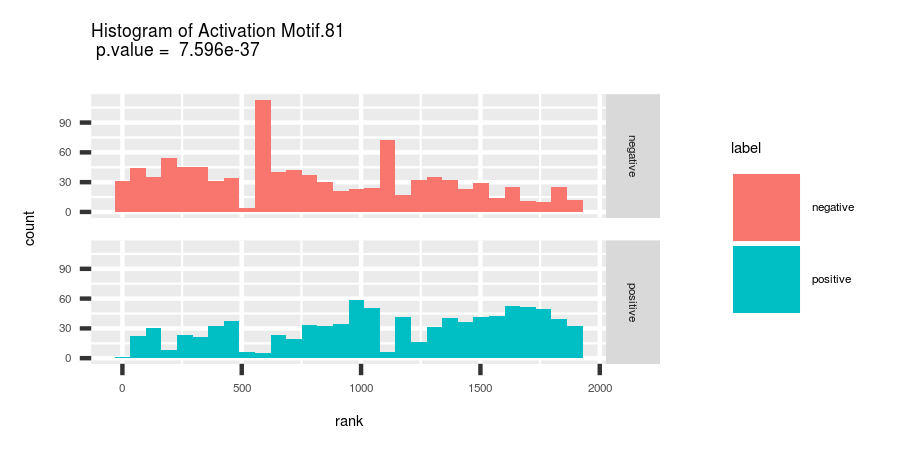 Histogram of Activation Motif.81
p.value = 7.596e-37
count
90
60
30
0
negative
90
60
30
0
positive
0 500 1000 1500 2000
rank
label
negative
positive